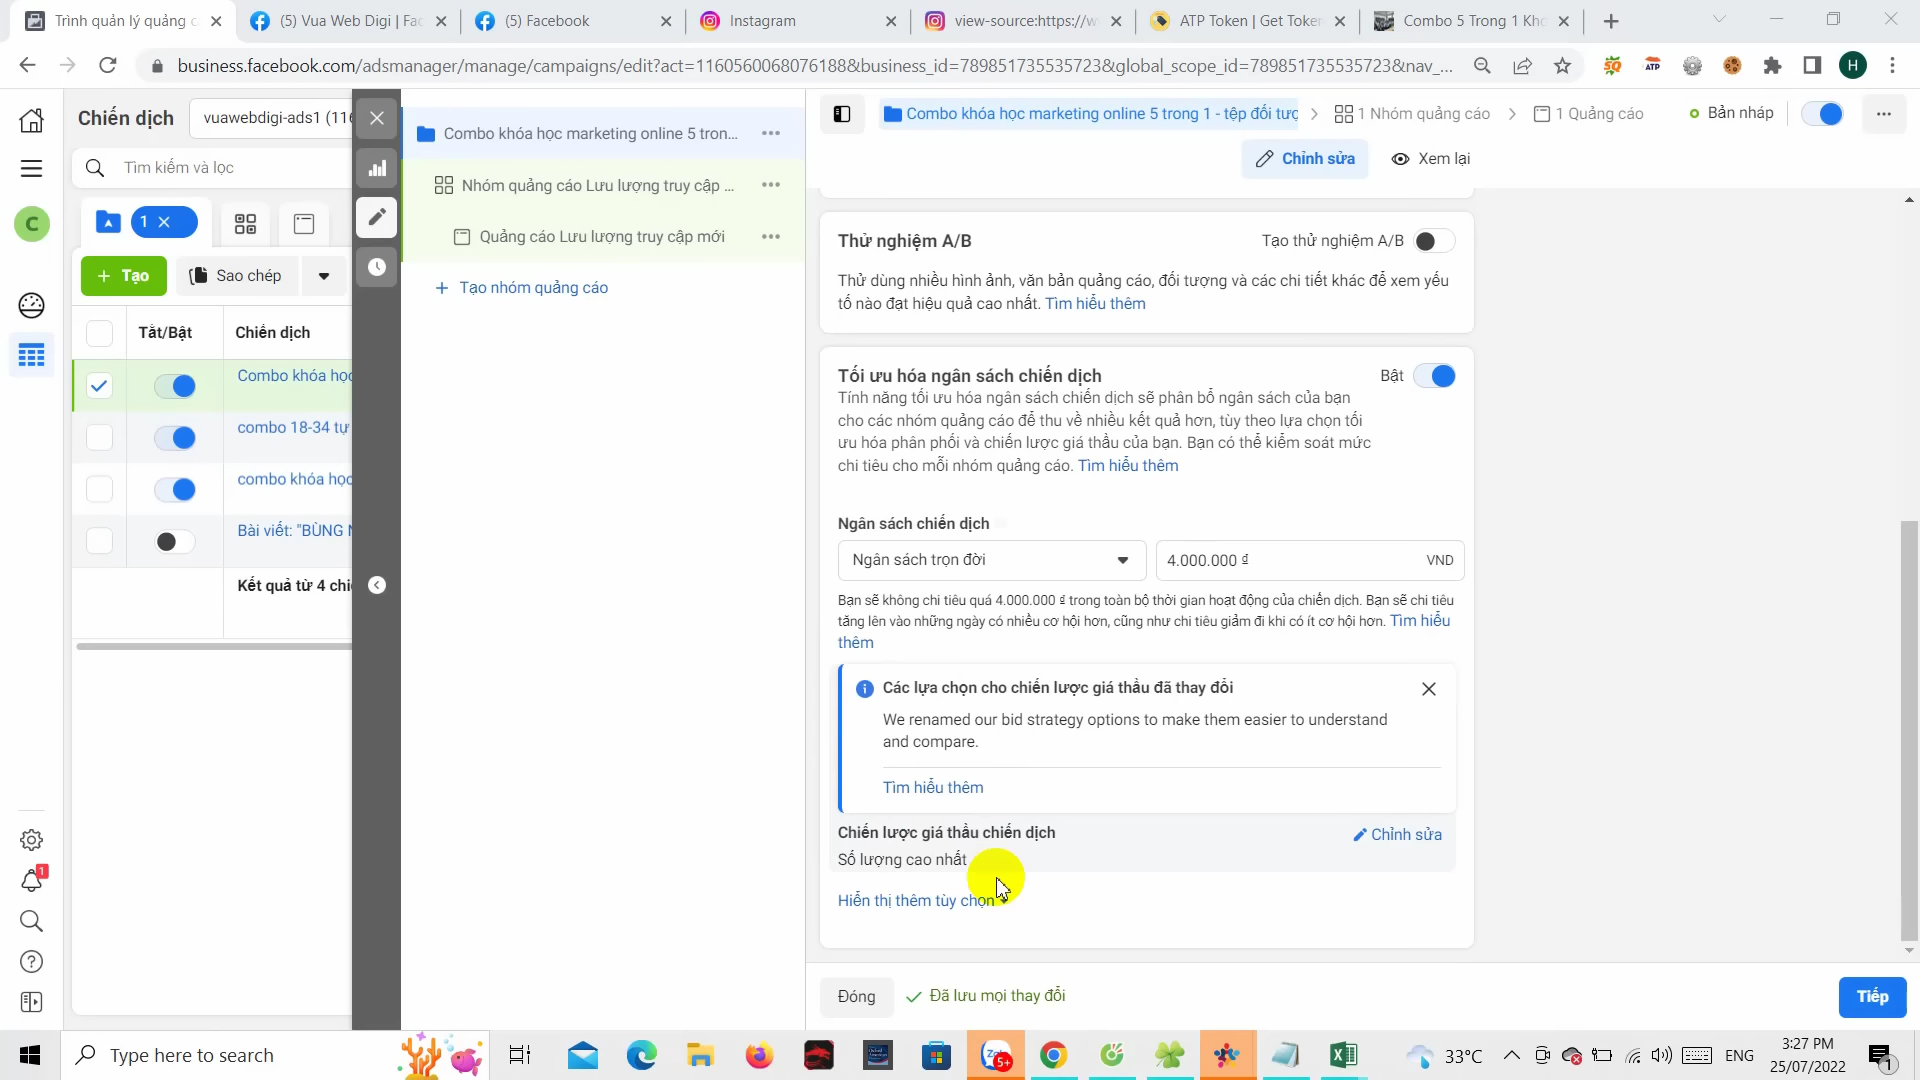 Trình quản lý quảng c
(5) Vua Web Digi | Fac
(5) Facebook
Instagram
view-source:https://w
ATP Token | Get Token
Combo 5 Trong 1 Kho
business.facebook.com/adsmanager/manage/campaigns/edit?act=1160560068076188&business_id=789851735535723&global_scope_id=789851735535723&nav_...
ATP
H
Chiến dịch
vuawebdigi-ads1 (116
Combo khóa học marketing online 5 tron...
Combo khóa học marketing online 5 trong 1 - tệp đối tượ
1 Nhóm quảng cáo
1 Quảng cáo
Bản nháp
Tìm kiếm và lọc
Chỉnh sửa
Xem lại
Nhóm quảng cáo Lưu lượng truy cập ...
C
1
Quảng cáo Lưu lượng truy cập mới
Thử nghiệm A/B
Tạo thử nghiệm A/B
Tạo
Sao chép
Tạo nhóm quảng cáo
Thử dùng nhiều hình ảnh, văn bản quảng cáo, đối tượng và các chi tiết khác để xem yếu
tố nào đạt hiệu quả cao nhất. Tìm hiểu thêm
Tắt/Bật
Chiến dịch
Combo khóa học
combo 18-34 tự
combo khóa học
Bài viết: "BÙNG N
Kết quả từ 4 chiế
Tối ưu hóa ngân sách chiến dịch
Bật
Tính năng tối ưu hóa ngân sách chiến dịch sẽ phân bổ ngân sách của bạn
cho các nhóm quảng cáo để thu về nhiều kết quả hơn, tùy theo lựa chọn tối
ưu hóa phân phối và chiến lược giá thầu của bạn. Bạn có thể kiểm soát mức
chi tiêu cho mỗi nhóm quảng cáo. Tìm hiểu thêm
Ngân sách chiến dịch
Ngân sách trọn đời
4.000.000 ₫
VND
Bạn sẽ không chi tiêu quá 4.000.000 ₫ trong toàn bộ thời gian hoạt động của chiến dịch. Bạn sẽ chi tiêu
tăng lên vào những ngày có nhiều cơ hội hơn, cũng như chi tiêu giảm đi khi có ít cơ hội hơn. Tìm hiểu
thêm
Các lựa chọn cho chiến lược giá thầu đã thay đổi
We renamed our bid strategy options to make them easier to understand
and compare.
Tìm hiểu thêm
Chiến lược giá thầu chiến dịch
Chỉnh sửa
Số lượng cao nhất
Hiển thị thêm tùy chọn
1
Đóng
Đã lưu mọi thay đổi
Tiếp
Type here to search
5+
33°C
ENG
3:27 PM
25/07/2022
1